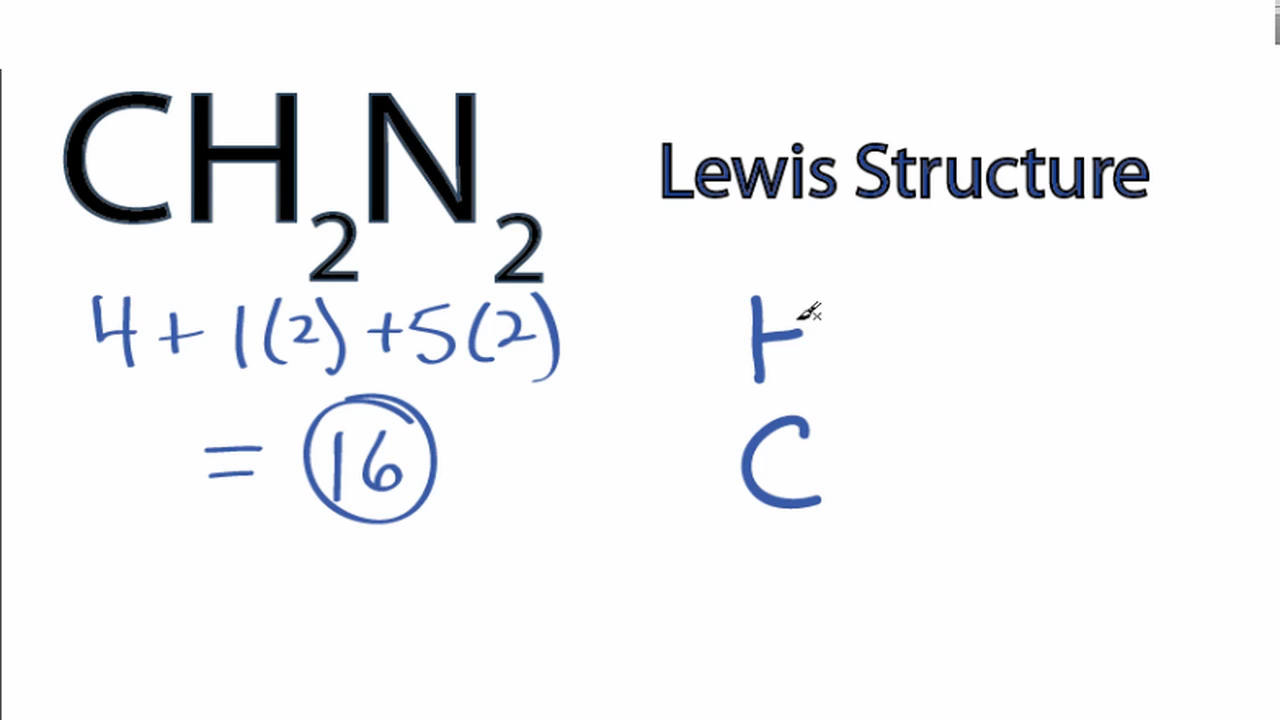 CH₂N₂
Lewis Structure
4 + 1(2) + 5(2)
= 16
C